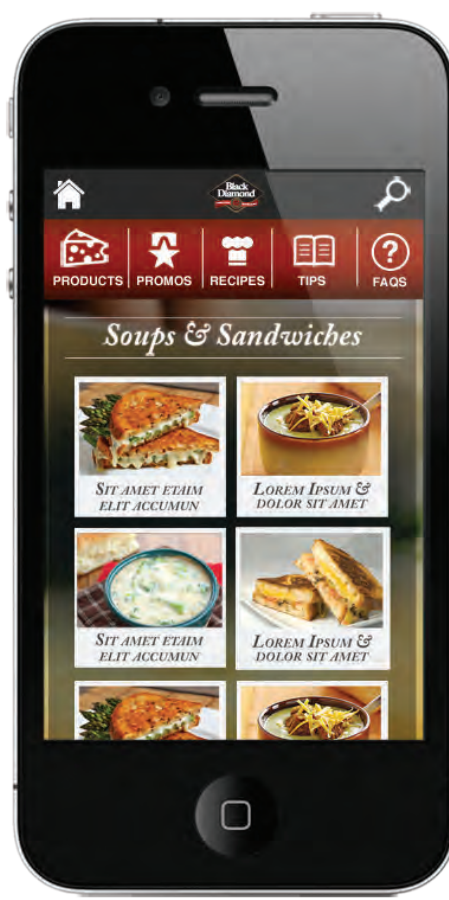 Black
Diamond
PRODUCTS PROMOS RECIPES TIPS FAQS
Soups & Sandwiches
SIT AMET ETAIM
ELIT ACCUMUN
LOREM IPSUM &
DOLOR SIT AMET
SIT AMET ETAIM
ELIT ACCUMUN
LOREM IPSUM &
DOLOR SIT AMET